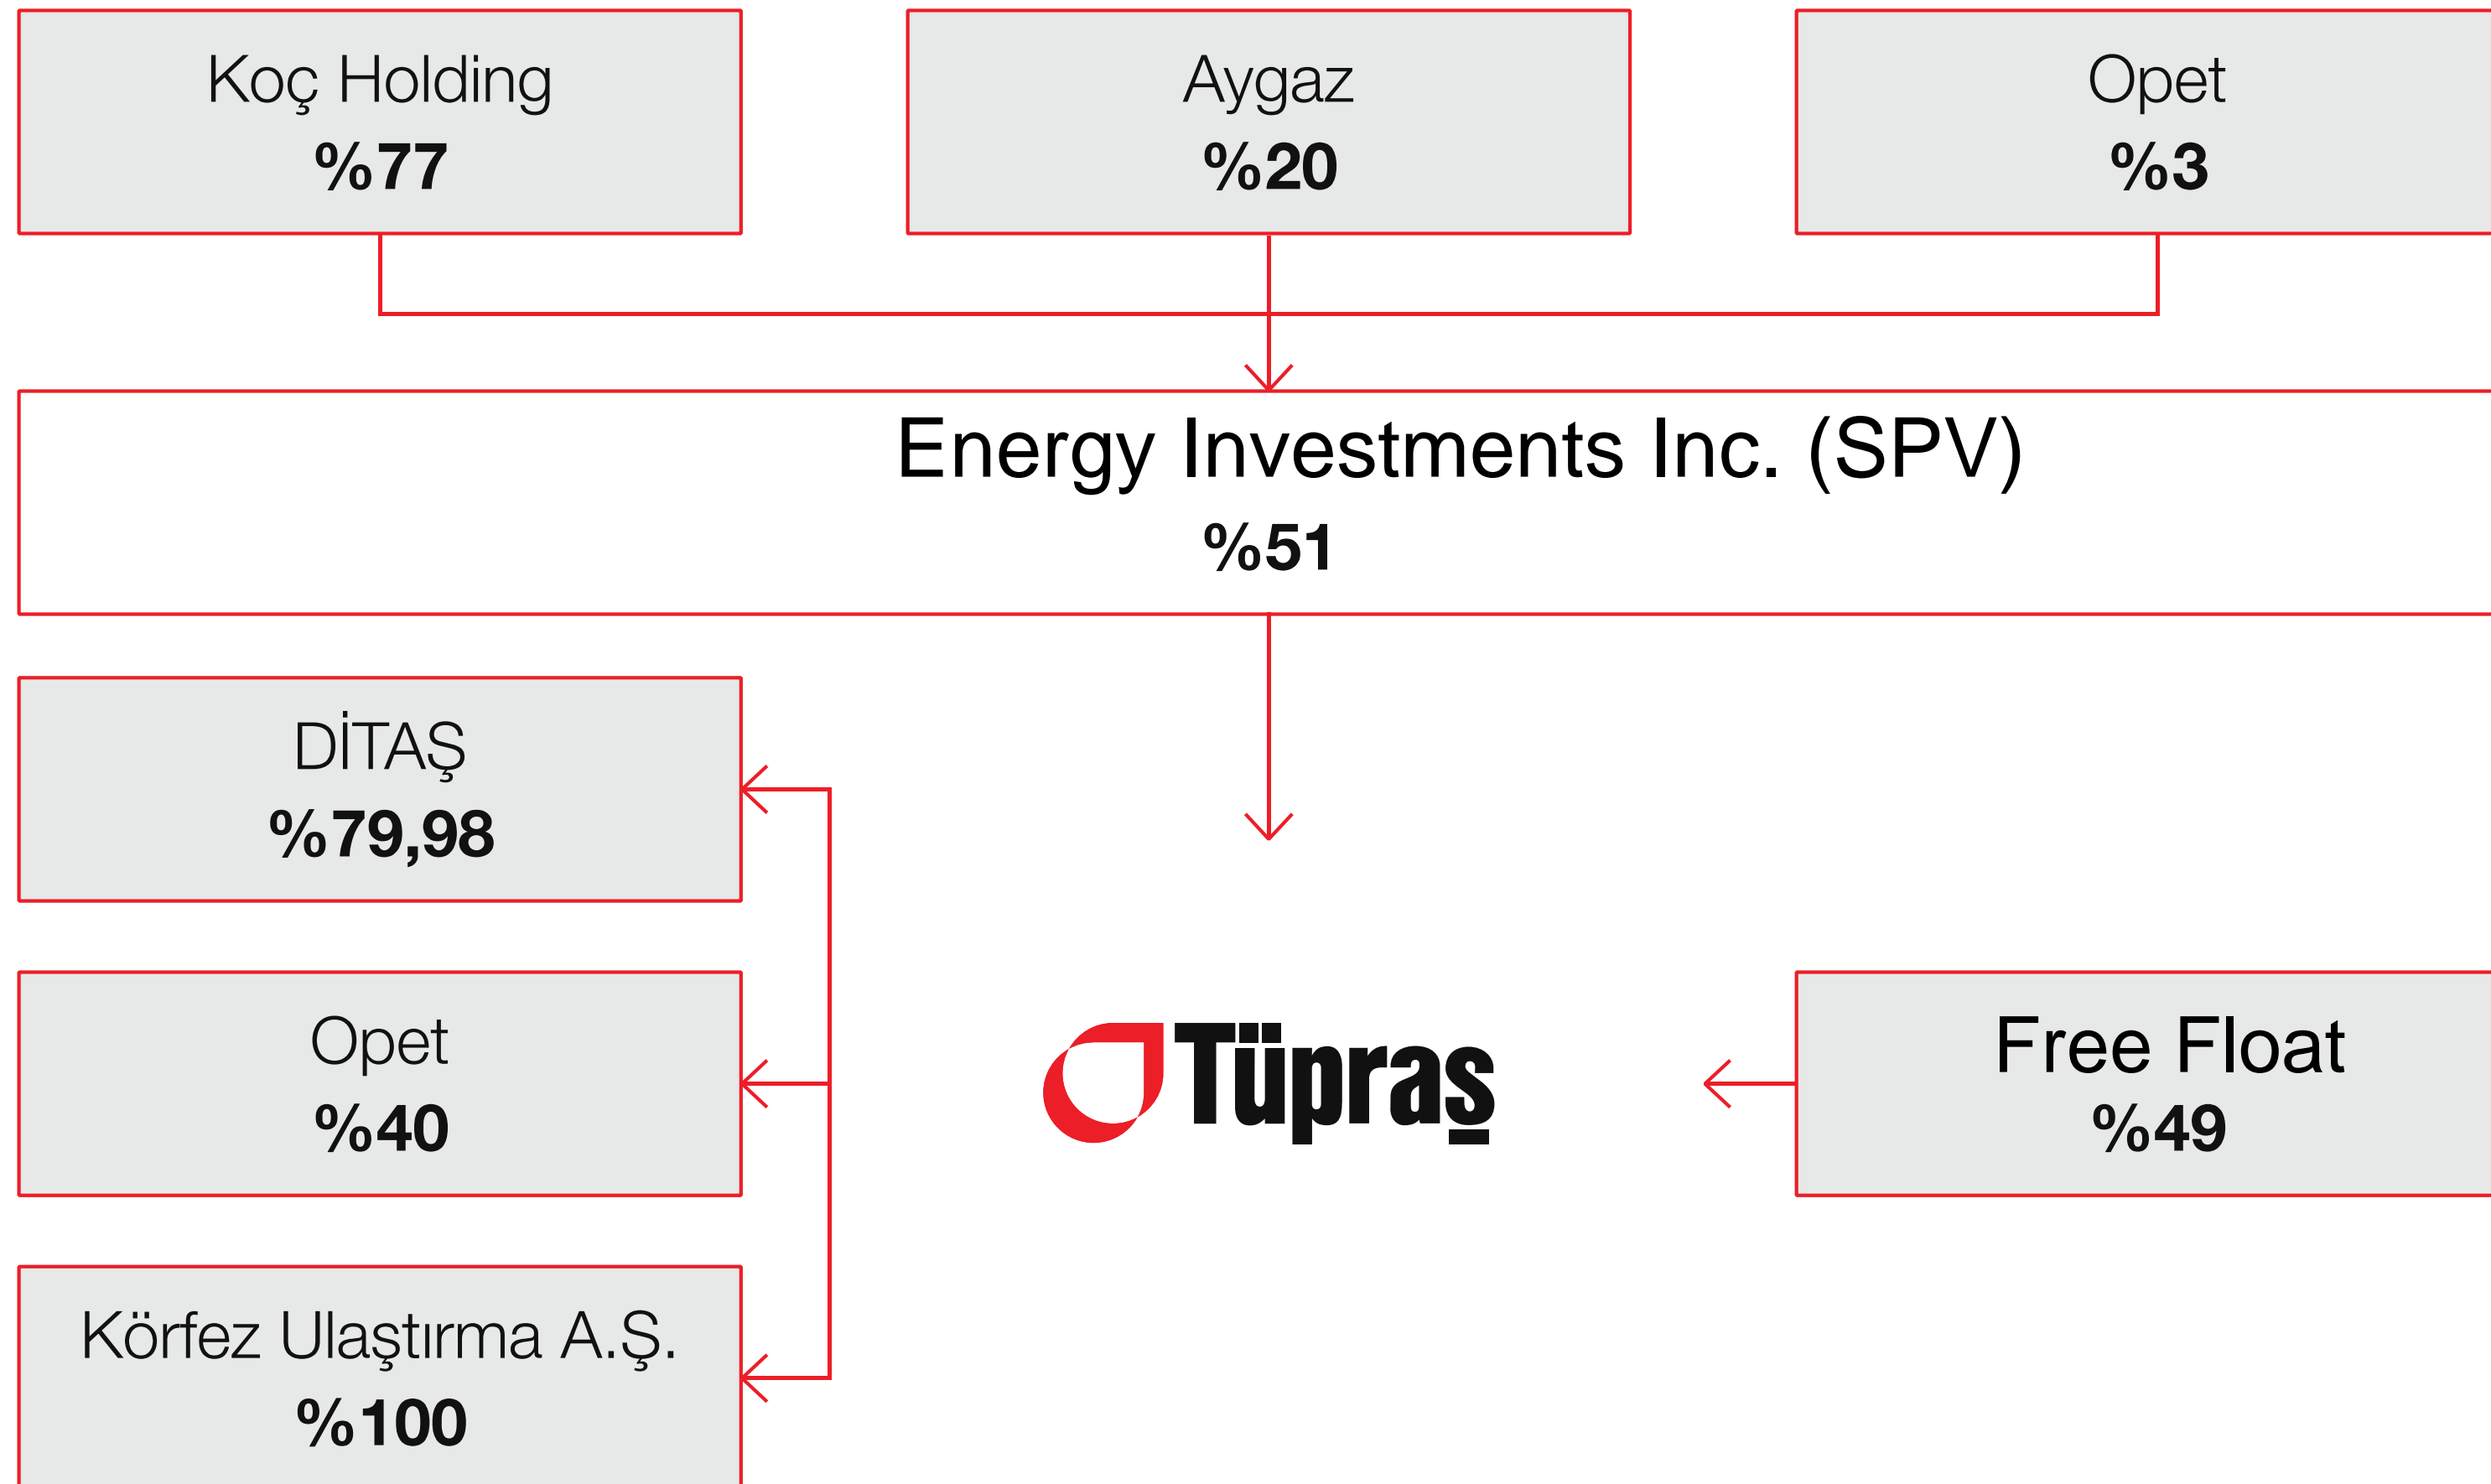 Koç Holding
%77
Aygaz
%20
Opet
%3
Energy Investments Inc. (SPV)
%51
DİTAŞ
%79,98
Opet
%40
Körfez Ulaştırma A.Ş.
%100
Tüpraş
Free Float
%49